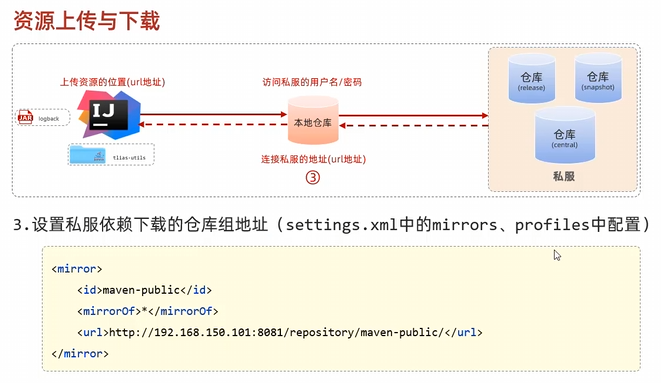 资源上传与下载
上传资源的位置(url地址)
访问私服的用户名/密码
仓库
(release)
仓库
(snapshot)
JAR
logback
IJ
本地仓库
仓库
(central)
tlias-utils
连接私服的地址(url地址)
③
私服
3.设置私服依赖下载的仓库组地址（settings.xml中的mirrors、profiles中配置）
<mirror>
<id>maven-public</id>
<mirrorOf>*</mirrorOf>
<url>http://192.168.150.101:8081/repository/maven-public/</url>
</mirror>